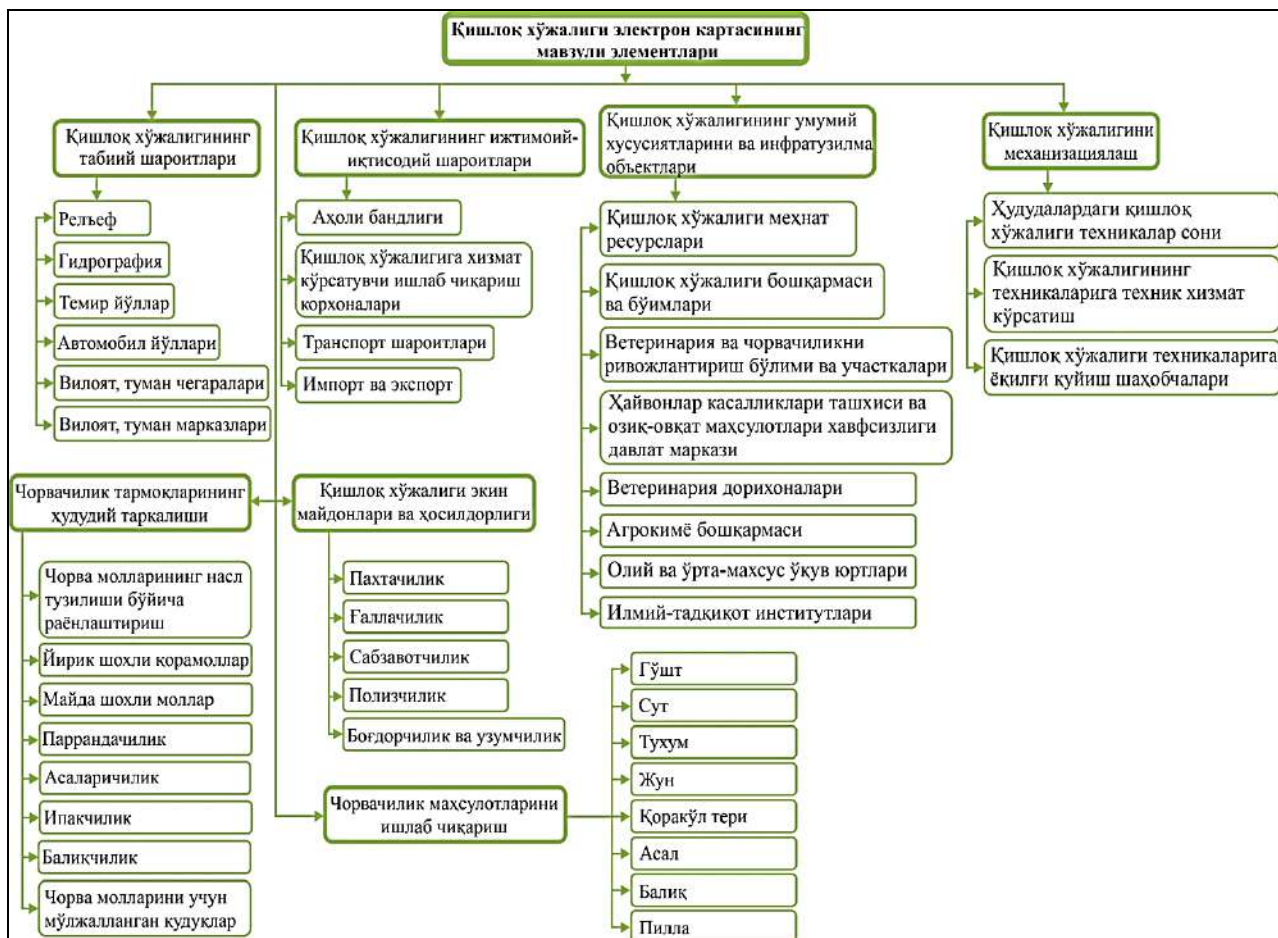 Қишлоқ хўжалиги электрон картасининг
мавзули элементлари
Қишлоқ хўжалигининг
табиий шароитлари
Рельеф
Гидрография
Темир йўллар
Автомобил йўллари
Вилоят, туман чегаралари
Вилоят, туман марказлари
Қишлоқ хўжалигининг ижтимоий-
иқтисодий шароитлари
Аҳоли бандлиги
Қишлоқ хўжалигига хизмат
кўрсатувчи ишлаб чиқариш
корхоналари
Транспорт шароитлари
Импорт ва экспорт
Қишлоқ хўжалигининг умумий
хусусиятларини ва инфратузилма
объектлари
Қишлоқ хўжалиги меҳнат
ресурслари
Қишлоқ хўжалиги бошқармаси
ва бўимлари
Ветеринария ва чорвачиликни
ривожлантириш бўлими ва участкалари
Ҳайвонлар касалликлари ташхиси ва
озиқ-овқат маҳсулотлари хавфсизлиги
давлат маркази
Ветеринария дорихоналари
Агрокимё бошқармаси
Олий ва ўрта-махсус ўқув юртлари
Илмий-тадқиқот институтлари
Қишлоқ хўжалигини
механизациялаш
Ҳудудалардаги қишлоқ
хўжалиги техникалар сони
Қишлоқ хўжалигининг
техникаларига техник хизмат
кўрсатиш
Қишлоқ хўжалиги техникаларига
ёқилғи қуйиш шаҳобчалари
Чорвачилик тармоқларининг
ҳудудий тарқалиши
Чорва молларининг насл
тузилиши бўйича
раёнлаштириш
Йирик шохли қорамоллар
Майда шохли моллар
Паррандачилик
Асаларичилик
Ипакчилик
Балиқчилик
Чорва молларини учун
мўлжалланган қудуқлар
Қишлоқ хўжалиги экин
майдонлари ва ҳосилдорлиги
Пахтачилик
Ғаллачилик
Сабзавотчилик
Полизчилик
Боғдорчилик ва узумчилик
Чорвачилик маҳсулотларини
ишлаб чиқариш
Гўшт
Сут
Тухум
Жун
Қоракўл тери
Асал
Балиқ
Пилла